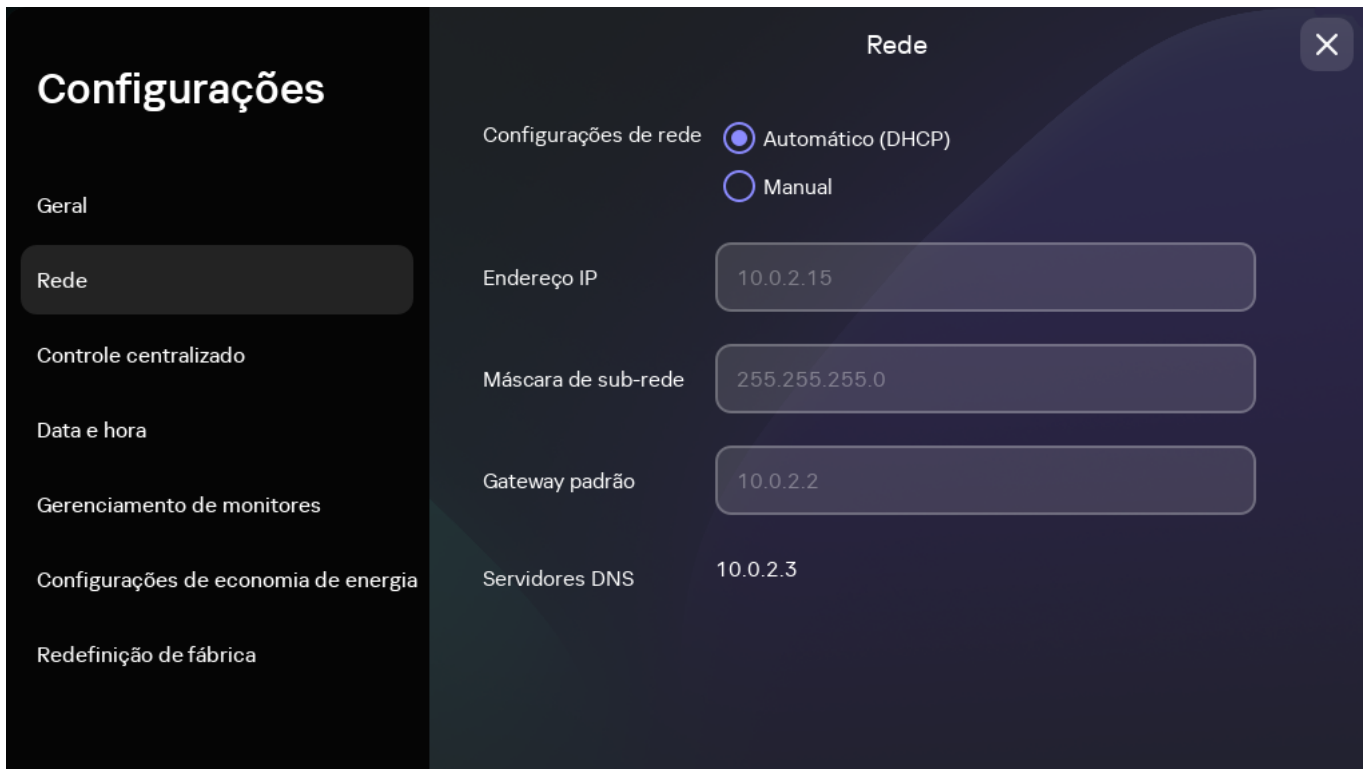 Configurações
Geral
Rede
Controle centralizado
Data e hora
Gerenciamento de monitores
Configurações de economia de energia
Redefinição de fábrica
Rede
Configurações de rede
Automático (DHCP)
Manual
Endereço IP
10.0.2.15
Máscara de sub-rede
255.255.255.0
Gateway padrão
10.0.2.2
Servidores DNS
10.0.2.3